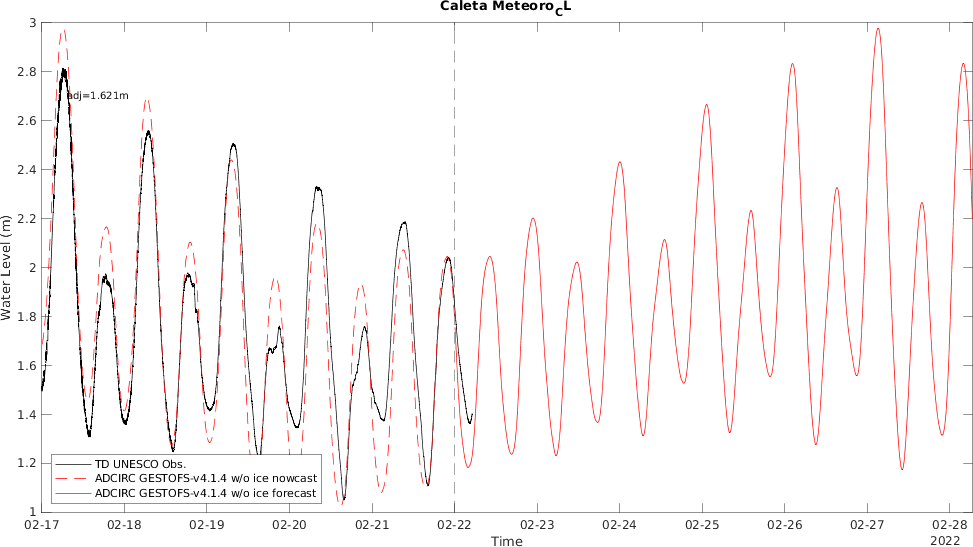 Caleta Meteoro_CL
3
2.8
adj=1.621m
2.6
2.4
2.2
2
1.8
1.6
1.4
1.2
1
Water Level (m)
TD UNESCO Obs.
ADCIRC GESTOFS-v4.1.4 w/o ice nowcast
ADCIRC GESTOFS-v4.1.4 w/o ice forecast
02-17 02-18 02-19 02-20 02-21 02-22 02-23 02-24 02-25 02-26 02-27 02-28
Time
2022